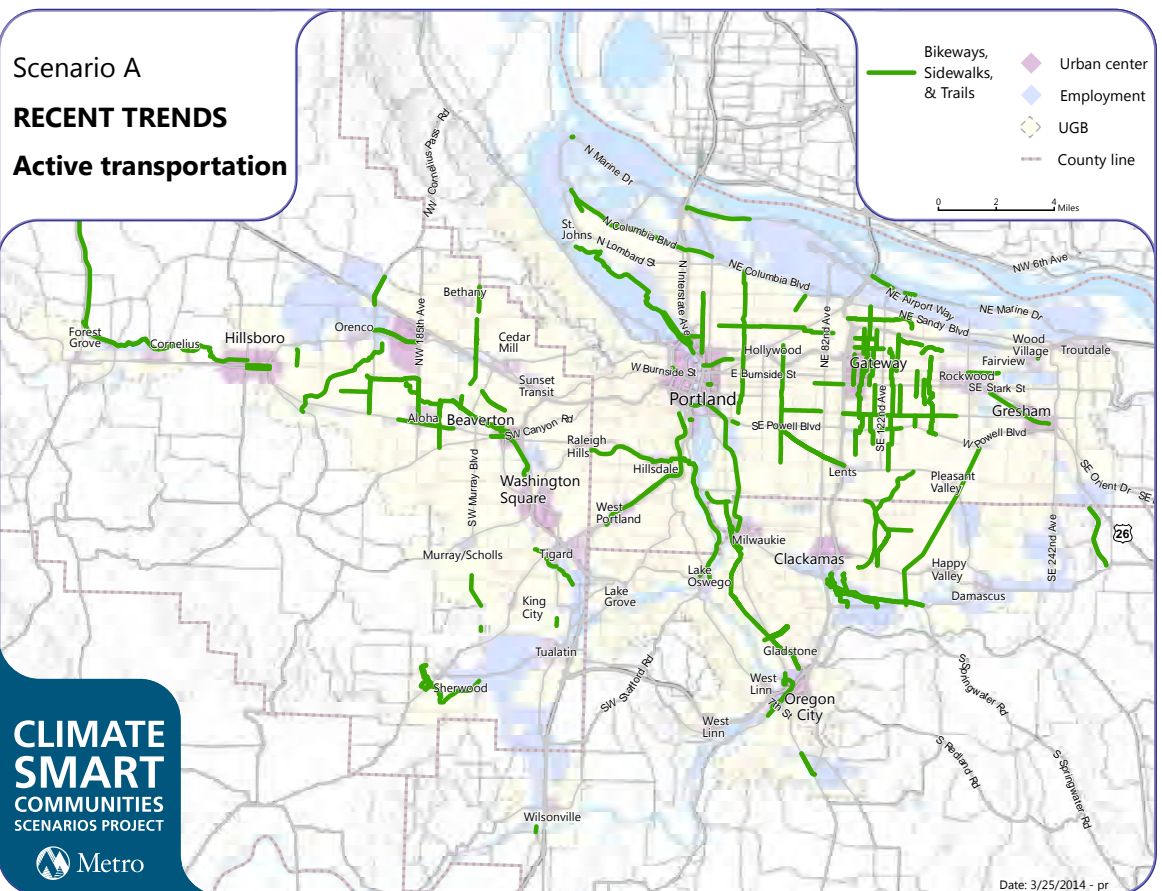 Scenario A
RECENT TRENDS
Active transportation
Bikeways,
Sidewalks,
& Trails
Urban center
Employment
UGB
County line
0 2 4 Miles
NW Cornelius Pass Rd
N Marine Dr
St.
Johns
N Columbia Blvd
N Lombard St
N Interstate Ave
NE Columbia Blvd
NW 6th Ave
NE Airport Way
NE Marine Dr
NE Sandy Blvd
NE 82nd Ave
Bethany
NW 185th Ave
Orenco
Forest
Grove
Cornelius
Hillsboro
Cedar
Mill
Sunset
Transit
Hollywood
W Burnside St
E Burnside St
Portland
Gateway
Wood
Village
Troutdale
Fairview
Rockwood
SE Stark St
Gresham
SE 122nd Ave
Aloha
Beaverton
SW Canyon Rd
Raleigh
Hills
SE Powell Blvd
W Powell Blvd
Hillsdale
Lents
Pleasant
Valley
SE Orient Dr
SE
26
SW Murray Blvd
Washington
Square
West
Portland
Milwaukie
Clackamas
SE 242nd Ave
Murray/Scholls
Tigard
Lake
Oswego
Happy
Valley
Damascus
King
City
Lake
Grove
Tualatin
Gladstone
Sherwood
SW Stafford Rd
West
Linn
7th St
Oregon
City
West
Linn
S Springwater Rd
S Redland Rd
S Springwater Rd
Wilsonville
CLIMATE
SMART
COMMUNITIES
SCENARIOS PROJECT
Metro
Date: 3/25/2014 - pr